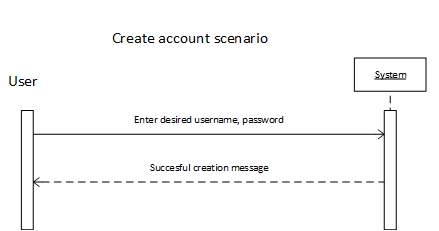 Create account scenario
User
System
Enter desired username, password
Succesful creation message